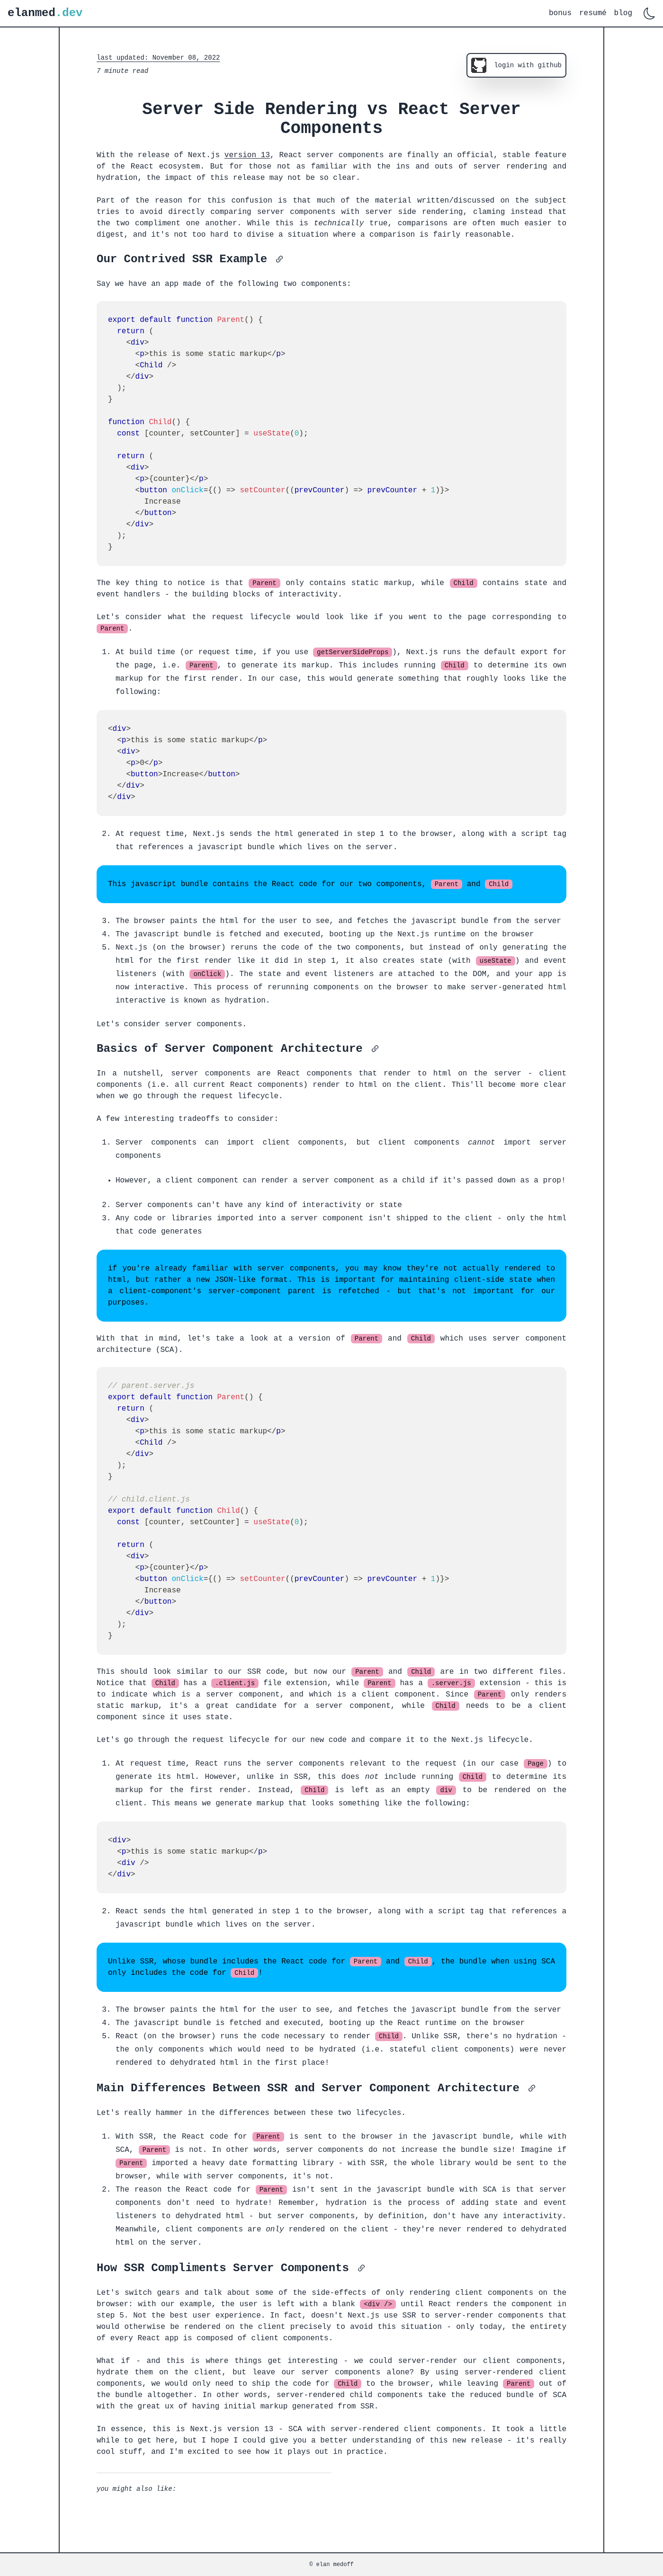 elanmed.dev
bonus resumé blog
last updated: November 08, 2022
login with github
7 minute read
Server Side Rendering vs React Server
Components
With the release of Next.js version 13, React server components are finally an official, stable feature
of the React ecosystem. But for those not as familiar with the ins and outs of server rendering and
hydration, the impact of this release may not be so clear.
Part of the reason for this confusion is that much of the material written/discussed on the subject
tries to avoid directly comparing server components with server side rendering, claming instead that
the two compliment one another. While this is technically true, comparisons are often much easier to
digest, and it's not too hard to divise a situation where a comparison is fairly reasonable.
Our Contrived SSR Example
Say we have an app made of the following two components:
export default function Parent() {
  return (
    <div>
      <p>this is some static markup</p>
      <Child />
    </div>
  );
}
function Child() {
  const [counter, setCounter] = useState(0);
  return (
    <div>
      <p>{counter}</p>
      <button onClick={() => setCounter((prevCounter) => prevCounter + 1)}>
        Increase
      </button>
    </div>
  );
}
The key thing to notice is that Parent only contains static markup, while Child contains state and
event handlers - the building blocks of interactivity.
Let's consider what the request lifecycle would look like if you went to the page corresponding to
Parent.
1. At build time (or request time, if you use getServerSideProps), Next.js runs the default export for
the page, i.e. Parent, to generate its markup. This includes running Child to determine its own
markup for the first render. In our case, this would generate something that roughly looks like the
following:
<div>
  <p>this is some static markup</p>
  <div>
    <p>0</p>
    <button>Increase</button>
  </div>
</div>
2. At request time, Next.js sends the html generated in step 1 to the browser, along with a script tag
that references a javascript bundle which lives on the server.
This javascript bundle contains the React code for our two components, Parent and Child
3. The browser paints the html for the user to see, and fetches the javascript bundle from the server
4. The javascript bundle is fetched and executed, booting up the Next.js runtime on the browser
5. Next.js (on the browser) reruns the code of the two components, but instead of only generating the
html for the first render like it did in step 1, it also creates state (with useState) and event
listeners (with onClick). The state and event listeners are attached to the DOM, and your app is
now interactive. This process of rerunning components on the browser to make server-generated html
interactive is known as hydration.
Let's consider server components.
Basics of Server Component Architecture
In a nutshell, server components are React components that render to html on the server - client
components (i.e. all current React components) render to html on the client. This'll become more clear
when we go through the request lifecycle.
A few interesting tradeoffs to consider:
1. Server components can import client components, but client components cannot import server
components
• However, a client component can render a server component as a child if it's passed down as a prop!
2. Server components can't have any kind of interactivity or state
3. Any code or libraries imported into a server component isn't shipped to the client - only the html
that code generates
if you're already familiar with server components, you may know they're not actually rendered to
html, but rather a new JSON-like format. This is important for maintaining client-side state when
a client-component's server-component parent is refetched - but that's not important for our
purposes.
With that in mind, let's take a look at a version of Parent and Child which uses server component
architecture (SCA).
// parent.server.js
export default function Parent() {
  return (
    <div>
      <p>this is some static markup</p>
      <Child />
    </div>
  );
}
// child.client.js
export default function Child() {
  const [counter, setCounter] = useState(0);
  return (
    <div>
      <p>{counter}</p>
      <button onClick={() => setCounter((prevCounter) => prevCounter + 1)}>
        Increase
      </button>
    </div>
  );
}
This should look similar to our SSR code, but now our Parent and Child are in two different files.
Notice that Child has a .client.js file extension, while Parent has a .server.js extension - this is
to indicate which is a server component, and which is a client component. Since Parent only renders
static markup, it's a great candidate for a server component, while Child needs to be a client
component since it uses state.
Let's go through the request lifecycle for our new code and compare it to the Next.js lifecycle.
1. At request time, React runs the server components relevant to the request (in our case Page) to
generate its html. However, unlike in SSR, this does not include running Child to determine its
markup for the first render. Instead, Child is left as an empty div to be rendered on the
client. This means we generate markup that looks something like the following:
<div>
  <p>this is some static markup</p>
  <div />
</div>
2. React sends the html generated in step 1 to the browser, along with a script tag that references a
javascript bundle which lives on the server.
Unlike SSR, whose bundle includes the React code for Parent and Child, the bundle when using SCA
only includes the code for Child!
3. The browser paints the html for the user to see, and fetches the javascript bundle from the server
4. The javascript bundle is fetched and executed, booting up the React runtime on the browser
5. React (on the browser) runs the code necessary to render Child. Unlike SSR, there's no hydration -
the only components which would need to be hydrated (i.e. stateful client components) were never
rendered to dehydrated html in the first place!
Main Differences Between SSR and Server Component Architecture
Let's really hammer in the differences between these two lifecycles.
1. With SSR, the React code for Parent is sent to the browser in the javascript bundle, while with
SCA, Parent is not. In other words, server components do not increase the bundle size! Imagine if
Parent imported a heavy date formatting library - with SSR, the whole library would be sent to the
browser, while with server components, it's not.
2. The reason the React code for Parent isn't sent in the javascript bundle with SCA is that server
components don't need to hydrate! Remember, hydration is the process of adding state and event
listeners to dehydrated html - but server components, by definition, don't have any interactivity.
Meanwhile, client components are only rendered on the client - they're never rendered to dehydrated
html on the server.
How SSR Compliments Server Components
Let's switch gears and talk about some of the side-effects of only rendering client components on the
browser: with our example, the user is left with a blank <div /> until React renders the component in
step 5. Not the best user experience. In fact, doesn't Next.js use SSR to server-render components that
would otherwise be rendered on the client precisely to avoid this situation - only today, the entirety
of every React app is composed of client components.
What if - and this is where things get interesting - we could server-render our client components,
hydrate them on the client, but leave our server components alone? By using server-rendered client
components, we would only need to ship the code for Child to the browser, while leaving Parent out of
the bundle altogether. In other words, server-rendered child components take the reduced bundle of SCA
with the great ux of having initial markup generated from SSR.
In essence, this is Next.js version 13 - SCA with server-rendered client components. It took a little
while to get here, but I hope I could give you a better understanding of this new release - it's really
cool stuff, and I'm excited to see how it plays out in practice.
you might also like:
© elan medoff